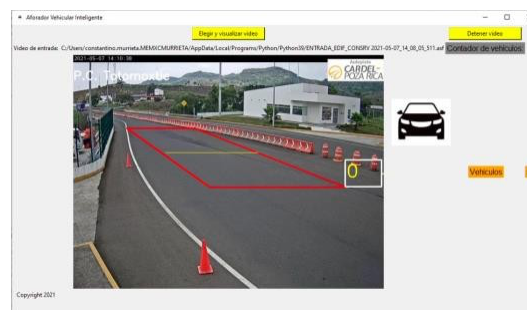 Aforador Vehicular Inteligente
Elegir y visualizar video
Detener video
Video de entrada: C:/Users/constantino.murrieta.MEMXCMURRIETA/AppData/Local/Programs/Python/Python39/ENTRADA_EDIF_CONSRV 2021-05-07_14_08_05_511.asf
Contador de vehículos
2021-05-07 14:10:38
P.C. Totomoxtle
Autopista
CARDEL-
POZA RICA
0
Vehiculos
Copyright 2021